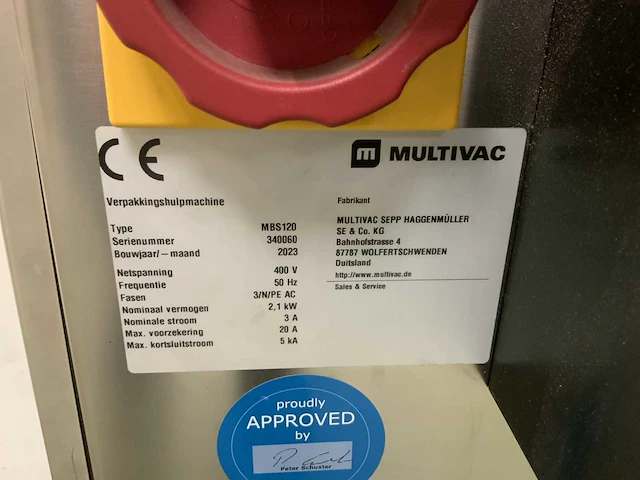 CE
MULTIVAC
Verpakkingshulpmachine
Type MBS120
Serienummer 340060
Bouwjaar/–maand 2023
Netspanning 400 V
Frequentie 50 Hz
Fasen 3/N/PE AC
Nominaal vermogen 2,1 kW
Nominale stroom 3 A
Max. voorzekering 20 A
Max. kortsluitstroom 5 kA
Fabrikant
MULTIVAC SEPP HAGGENMÜLLER
SE & Co. KG
Bahnhofstrasse 4
87787 WOLFERTSCHWENDEN
Duitsland
http://www.multivac.de
Sales & Service
proudly
APPROVED
by
Peter Schuster